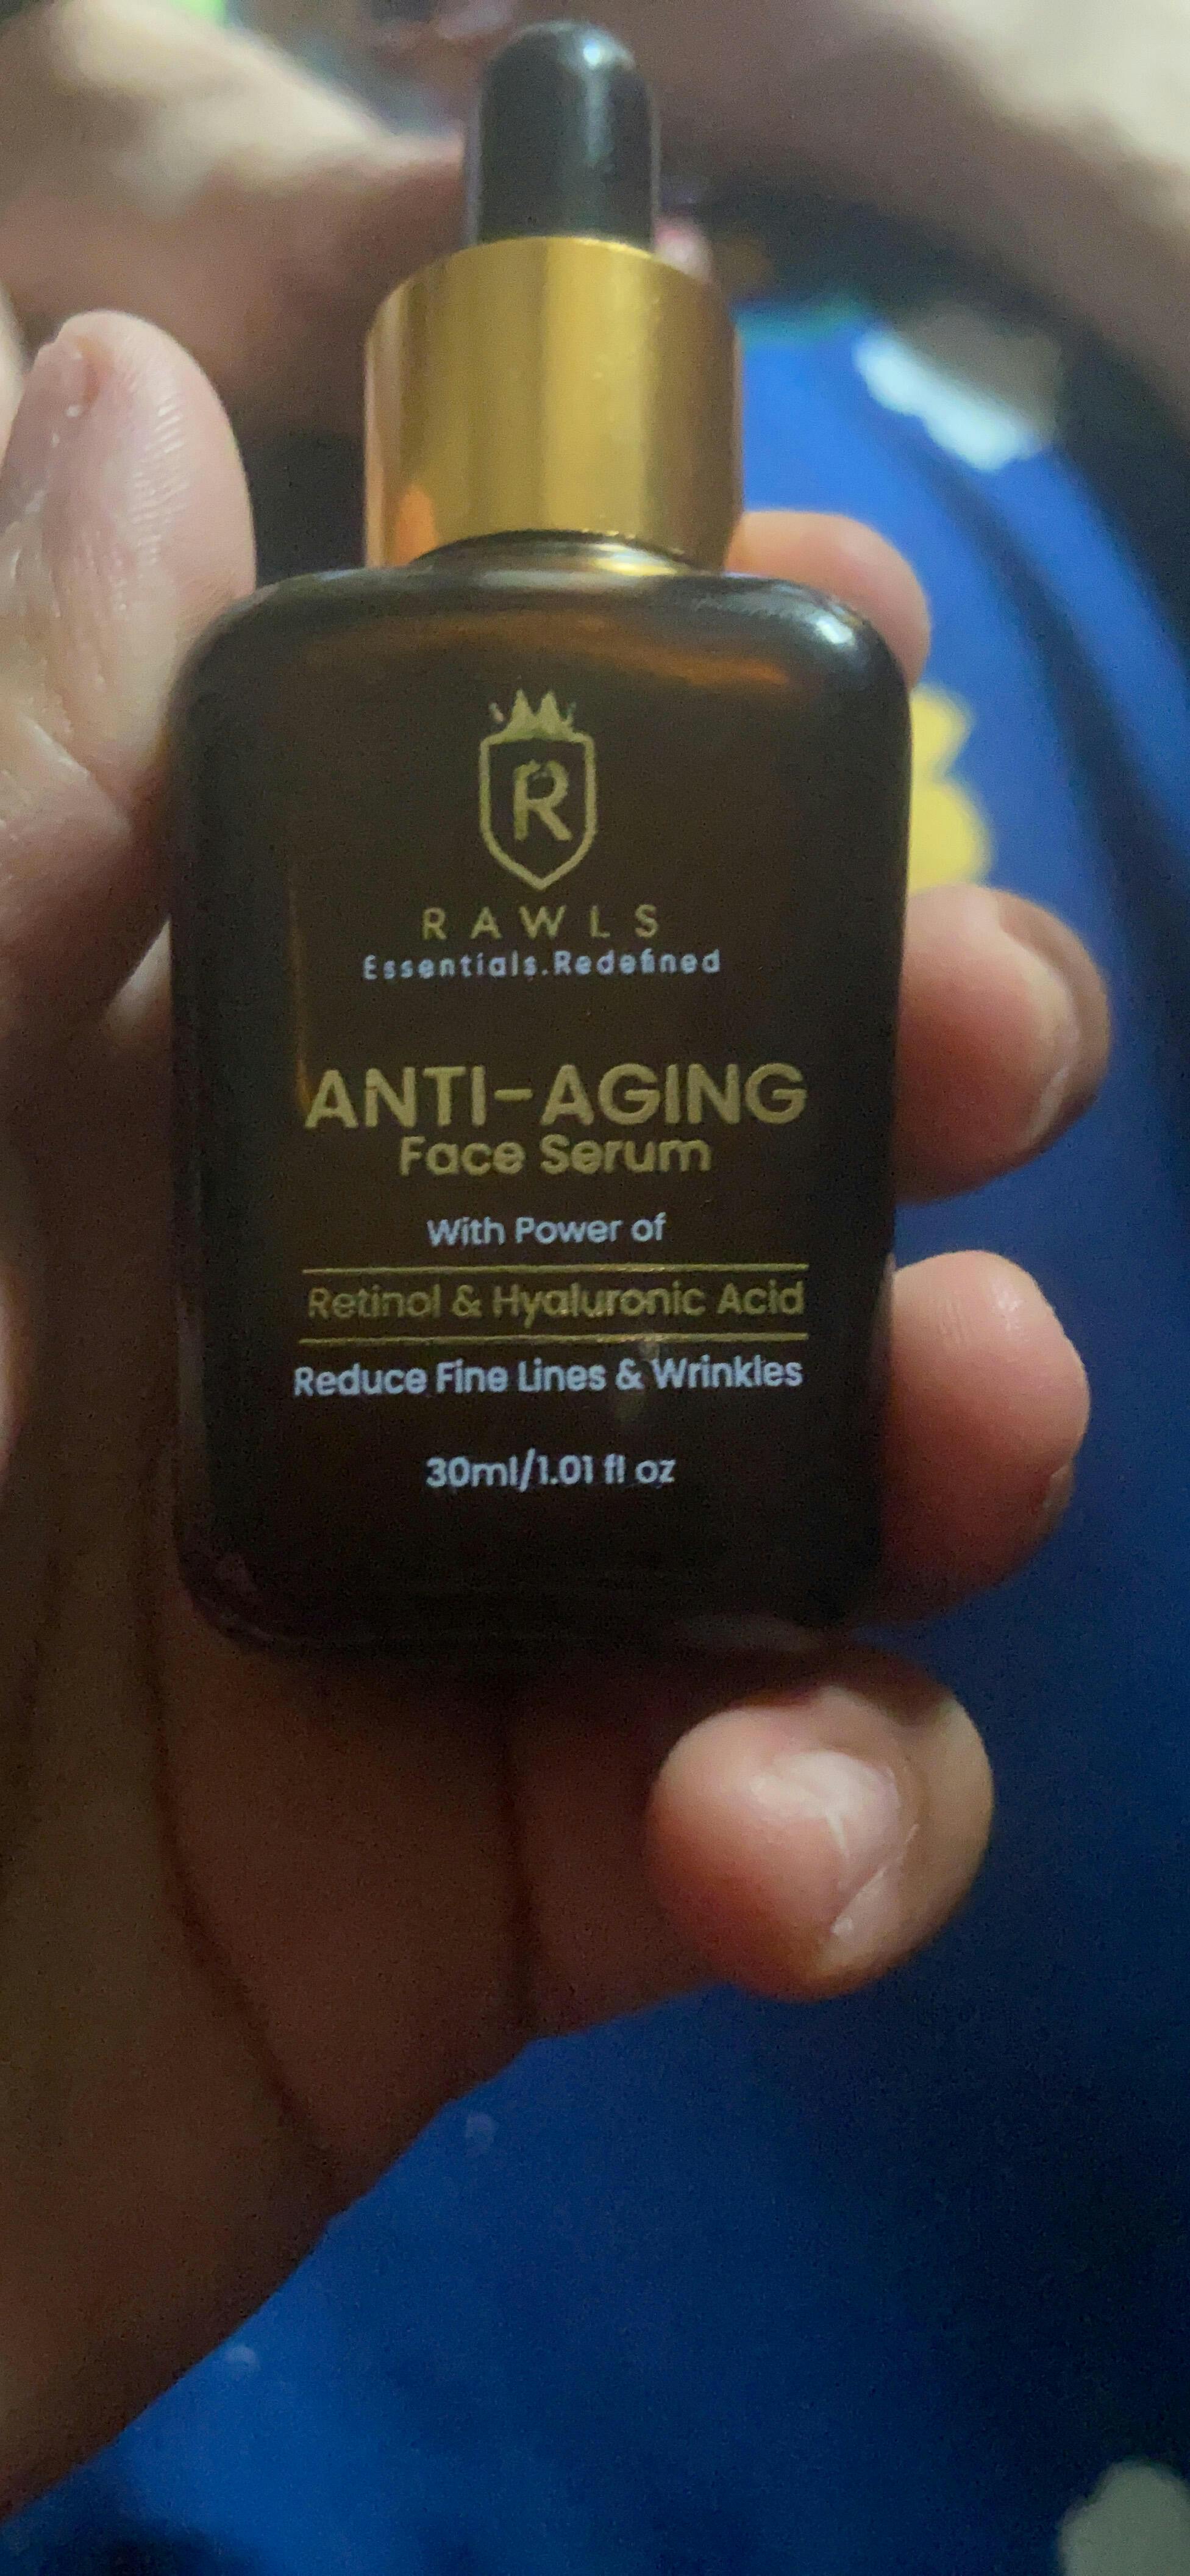 R
RAWLS
Essentials.Redefined
ANTI-AGING
Face Serum
With Power of
Retinol & Hyaluronic Acid
Reduce Fine Lines & Wrinkles
30ml/1.01 fl oz